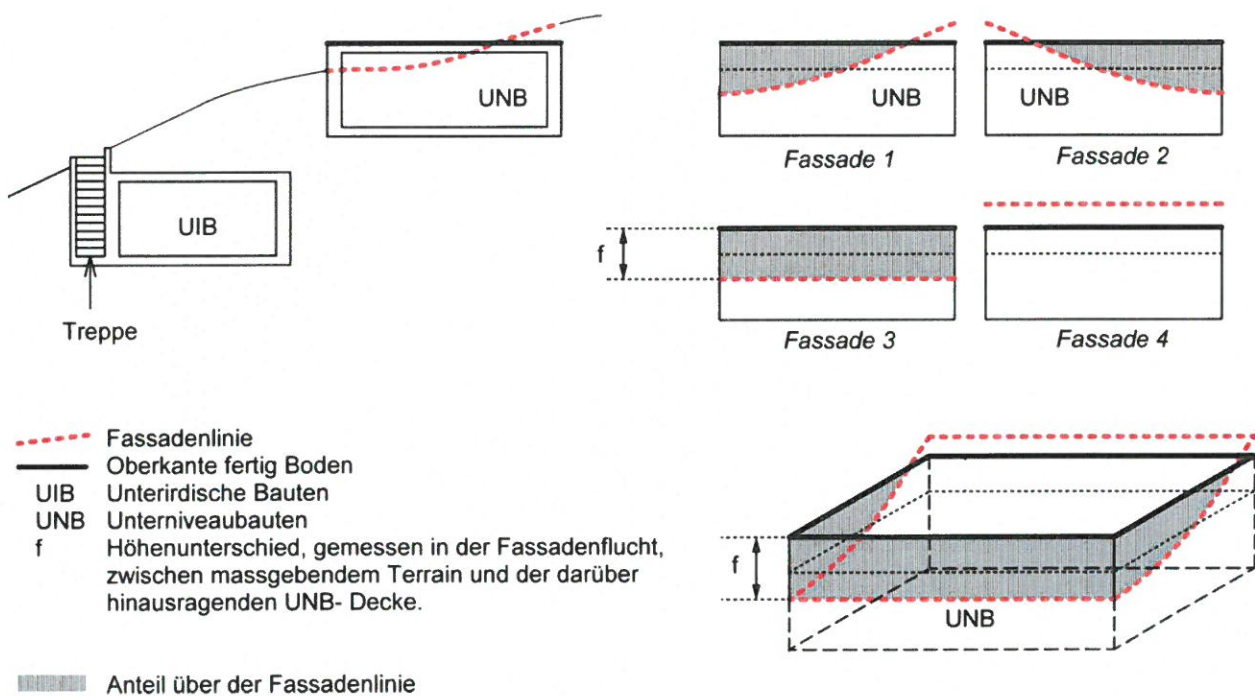 UNB
UIB
Treppe
UNB
Fassade 1
UNB
Fassade 2
f
Fassade 3
Fassade 4
Fassadenlinie
Oberkante fertig Boden
UIB Unterirdische Bauten
UNB Unterniveaubauten
f Höhenunterschied, gemessen in der Fassadenflucht,
zwischen massgebendem Terrain und der darüber
hinausragenden UNB- Decke.
Anteil über der Fassadenlinie
f
UNB